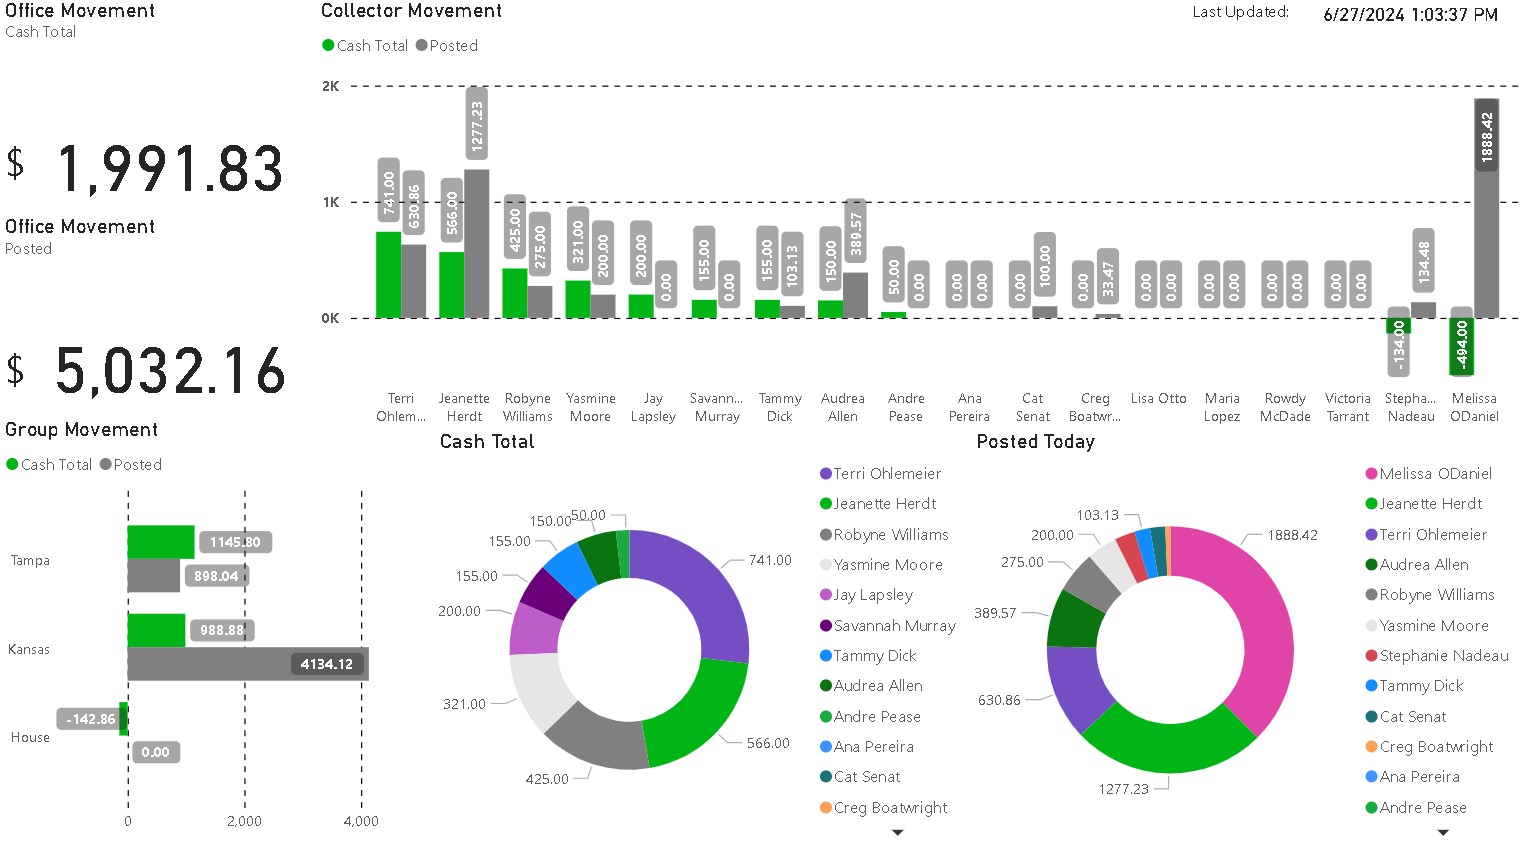 Office Movement
Cash Total
$ 1,991.83
Office Movement
Posted
$ 5,032.16
Collector Movement
Cash Total Posted
Last Updated: 6/27/2024 1:03:37 PM
2K
1K
0K
741.00 630.86
566.00 1277.23
425.00 275.00
321.00 200.00
200.00 0.00
155.00 0.00
155.00 103.13
150.00 389.57
50.00 0.00
0.00 0.00
0.00 100.00
0.00 33.47
0.00 0.00
0.00 0.00
0.00 0.00
0.00 0.00
-134.00 134.48
-494.00 1888.42
Terri Ohlem...
Jeanette Herdt
Robyne Williams
Yasmine Moore
Jay Lapsley
Savann... Murray
Tammy Dick
Audrea Allen
Andre Pease
Ana Pereira
Cat Senat
Creg Boatwr...
Lisa Otto
Maria Lopez
Rowdy McDade
Victoria Tarrant
Stepha... Nadeau
Melissa ODaniel
Group Movement
Cash Total Posted
Tampa
1145.80
898.04
Kansas
988.88
4134.12
House
-142.86
0.00
0 2,000 4,000
Cash Total
50.00
150.00
155.00
155.00
200.00
321.00
425.00
566.00
741.00
Terri Ohlemeier
Jeanette Herdt
Robyne Williams
Yasmine Moore
Jay Lapsley
Savannah Murray
Tammy Dick
Audrea Allen
Andre Pease
Ana Pereira
Cat Senat
Creg Boatwright
Posted Today
103.13
200.00
275.00
389.57
630.86
1277.23
1888.42
Melissa ODaniel
Jeanette Herdt
Terri Ohlemeier
Audrea Allen
Robyne Williams
Yasmine Moore
Stephanie Nadeau
Tammy Dick
Cat Senat
Creg Boatwright
Ana Pereira
Andre Pease